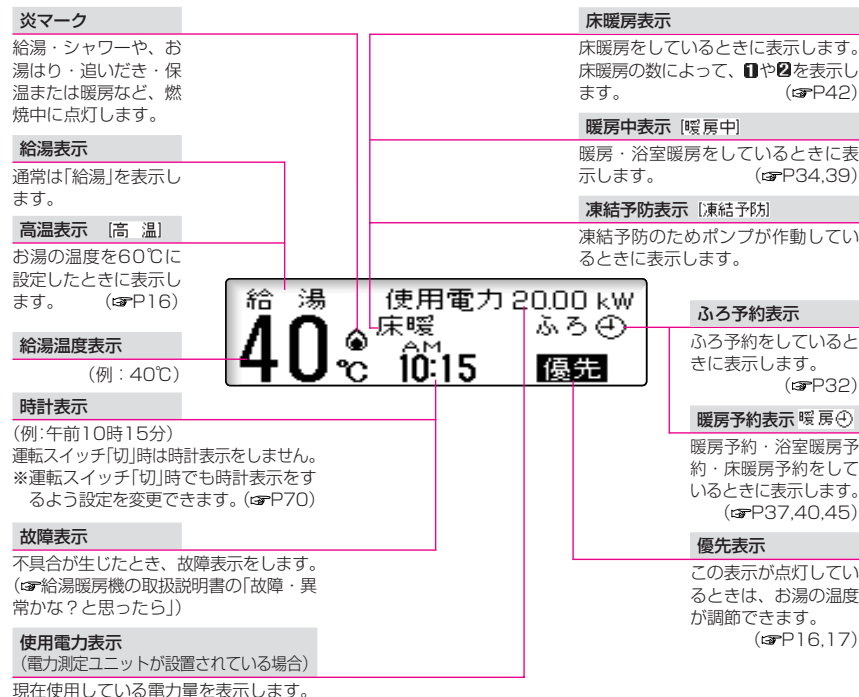 炎マーク
給湯・シャワーや、お
湯はり・追いだき・保
温または暖房など、燃
焼中に点灯します。
給湯表示
通常は「給湯」を表示し
ます。
高温表示 [高 温]
お湯の温度を60℃に
設定したときに表示し
ます。 (☞P16)
給湯温度表示
(例:40℃)
時計表示
(例:午前10時15分)
運転スイッチ「切」時は時計表示をしません。
※運転スイッチ「切」時でも時計表示をす
るよう設定を変更できます。(☞P70)
故障表示
不具合が生じたとき、故障表示をします。
(☞給湯暖房機の取扱説明書の「故障・異
常かな?と思ったら」)
使用電力表示
(電力測定ユニットが設置されている場合)
現在使用している電力量を表示します。
給 湯 使用電力 20.00 kW
床暖 ふろ
40 ℃ AM 10:15 優先
床暖房表示
床暖房をしているときに表示します。
床暖房の数によって、❶や❷を表示し
ます。 (☞P42)
暖房中表示 [暖房中]
暖房・浴室暖房をしているときに表
示します。 (☞P34,39)
凍結予防表示 [凍結予防]
凍結予防のためポンプが作動してい
るときに表示します。
ふろ予約表示
ふろ予約をしていると
きに表示します。
(☞P32)
暖房予約表示 暖房
暖房予約・浴室暖房予
約・床暖房予約をして
いるときに表示します。
(☞P37,40,45)
優先表示
この表示が点灯してい
るときは、お湯の温度
が調節できます。
(☞P16,17)